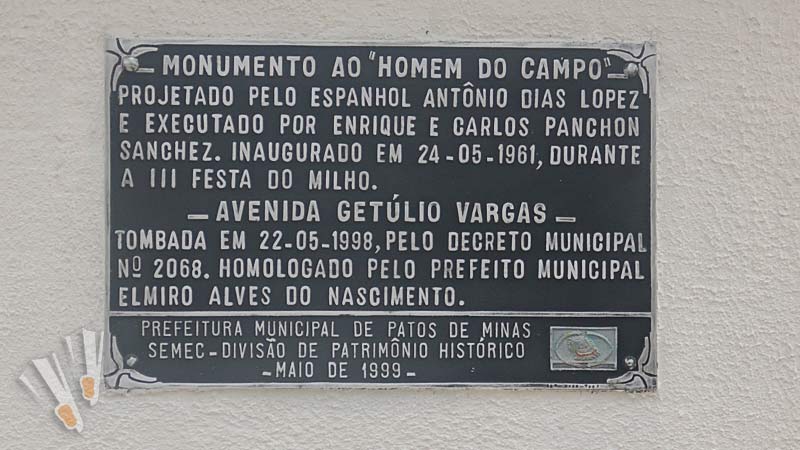 MONUMENTO AO "HOMEM DO CAMPO"
PROJETADO PELO ESPANHOL ANTÔNIO DIAS LOPEZ
E EXECUTADO POR ENRIQUE E CARLOS PANCHON
SANCHEZ. INAUGURADO EM 24-05-1961, DURANTE
A III FESTA DO MILHO.
— AVENIDA GETÚLIO VARGAS —
TOMBADA EM 22-05-1998, PELO DECRETO MUNICIPAL
Nº 2068. HOMOLOGADO PELO PREFEITO MUNICIPAL
ELMIRO ALVES DO NASCIMENTO.
PREFEITURA MUNICIPAL DE PATOS DE MINAS
SEMEC-DIVISÃO DE PATRIMÔNIO HISTÓRICO
-MAIO DE 1999-